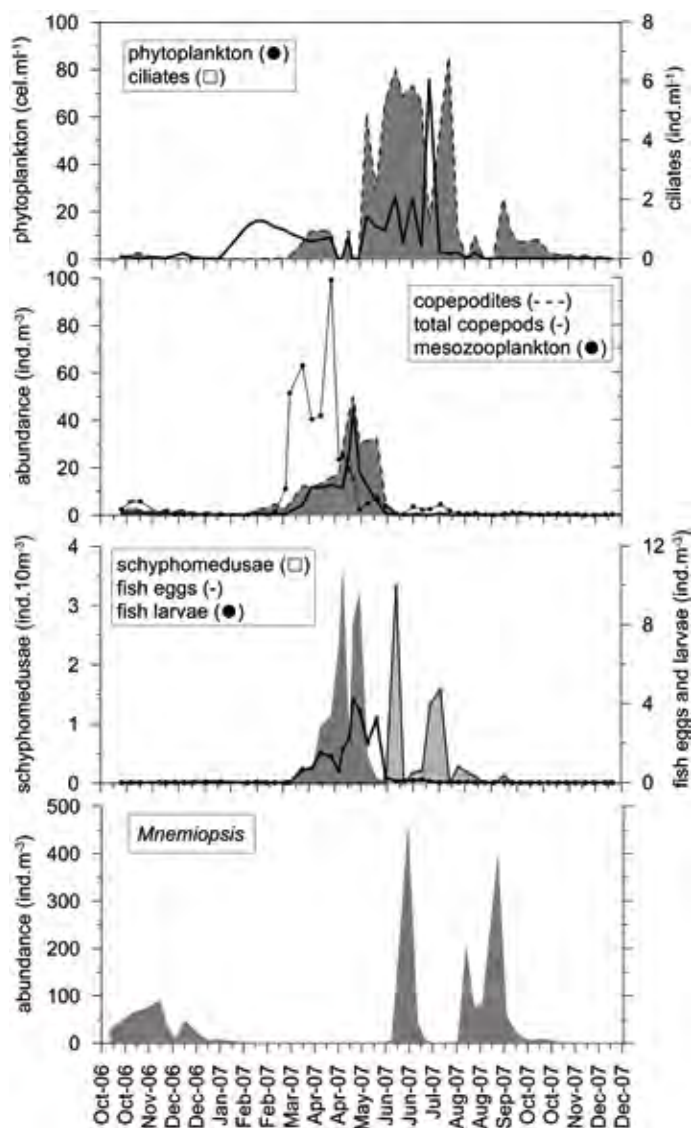 100
80
60
40
20
0
phytoplankton (cel.ml-1)
phytoplankton (●)
ciliates (□)
8
6
4
2
0
ciliates (ind.ml-1)
100
80
60
40
20
0
abundance (ind.m-3)
copepodites (- - -)
total copepods (-)
mesozooplankton (●)
4
3
2
1
0
schyphomedusae (ind.10m-3)
schyphomedusae (□)
fish eggs (-)
fish larvae (●)
12
8
4
0
fish eggs and larvae (ind.m-3)
500
400
300
200
100
0
abundance (ind.m-3)
Mnemiopsis
Oct-06
Oct-06
Nov-06
Dec-06
Dec-06
Jan-07
Feb-07
Feb-07
Mar-07
Apr-07
Apr-07
May-07
Jun-07
Jun-07
Jul-07
Aug-07
Aug-07
Sep-07
Oct-07
Oct-07
Nov-07
Dec-07
Dec-07